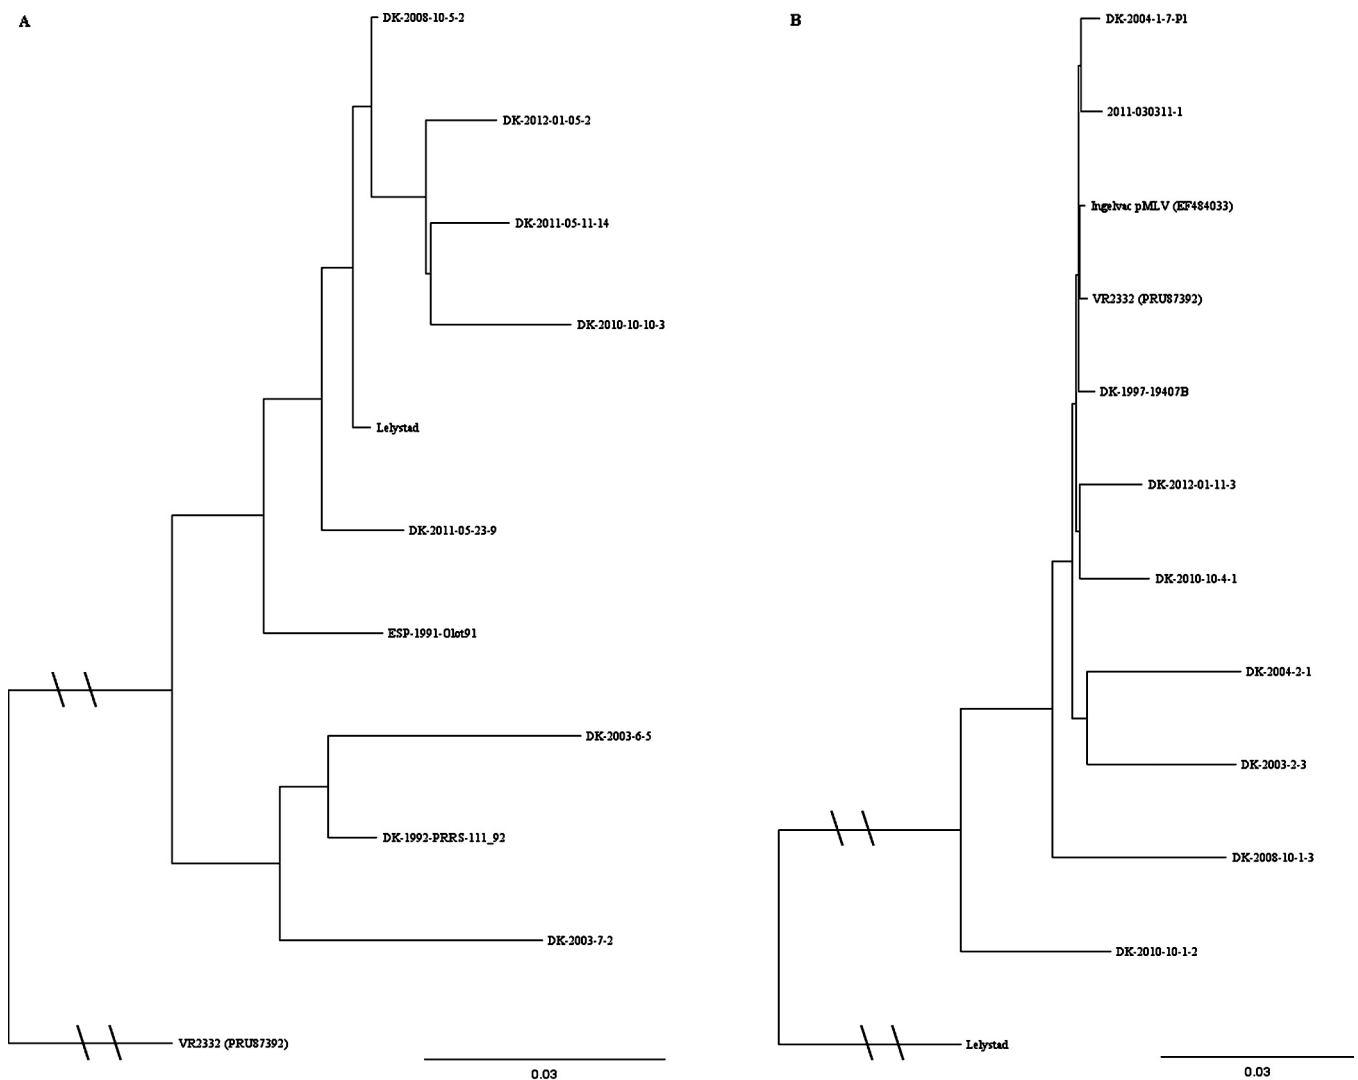 A
DK-2008-10-5-2
DK-2012-01-05-2
DK-2011-05-11-14
DK-2010-10-10-3
Lelystad
DK-2011-05-23-9
ESP-1991-Olot91
DK-2003-6-5
DK-1992-PRRS-111_92
DK-2003-7-2
VR2332 (PRU87392)
0.03
B
DK-2004-1-7-P1
2011-030311-1
Ingelvac pMLV (EF484033)
VR2332 (PRU87392)
DK-1997-19407B
DK-2012-01-11-3
DK-2010-10-4-1
DK-2004-2-1
DK-2003-2-3
DK-2008-10-1-3
DK-2010-10-1-2
Lelystad
0.03